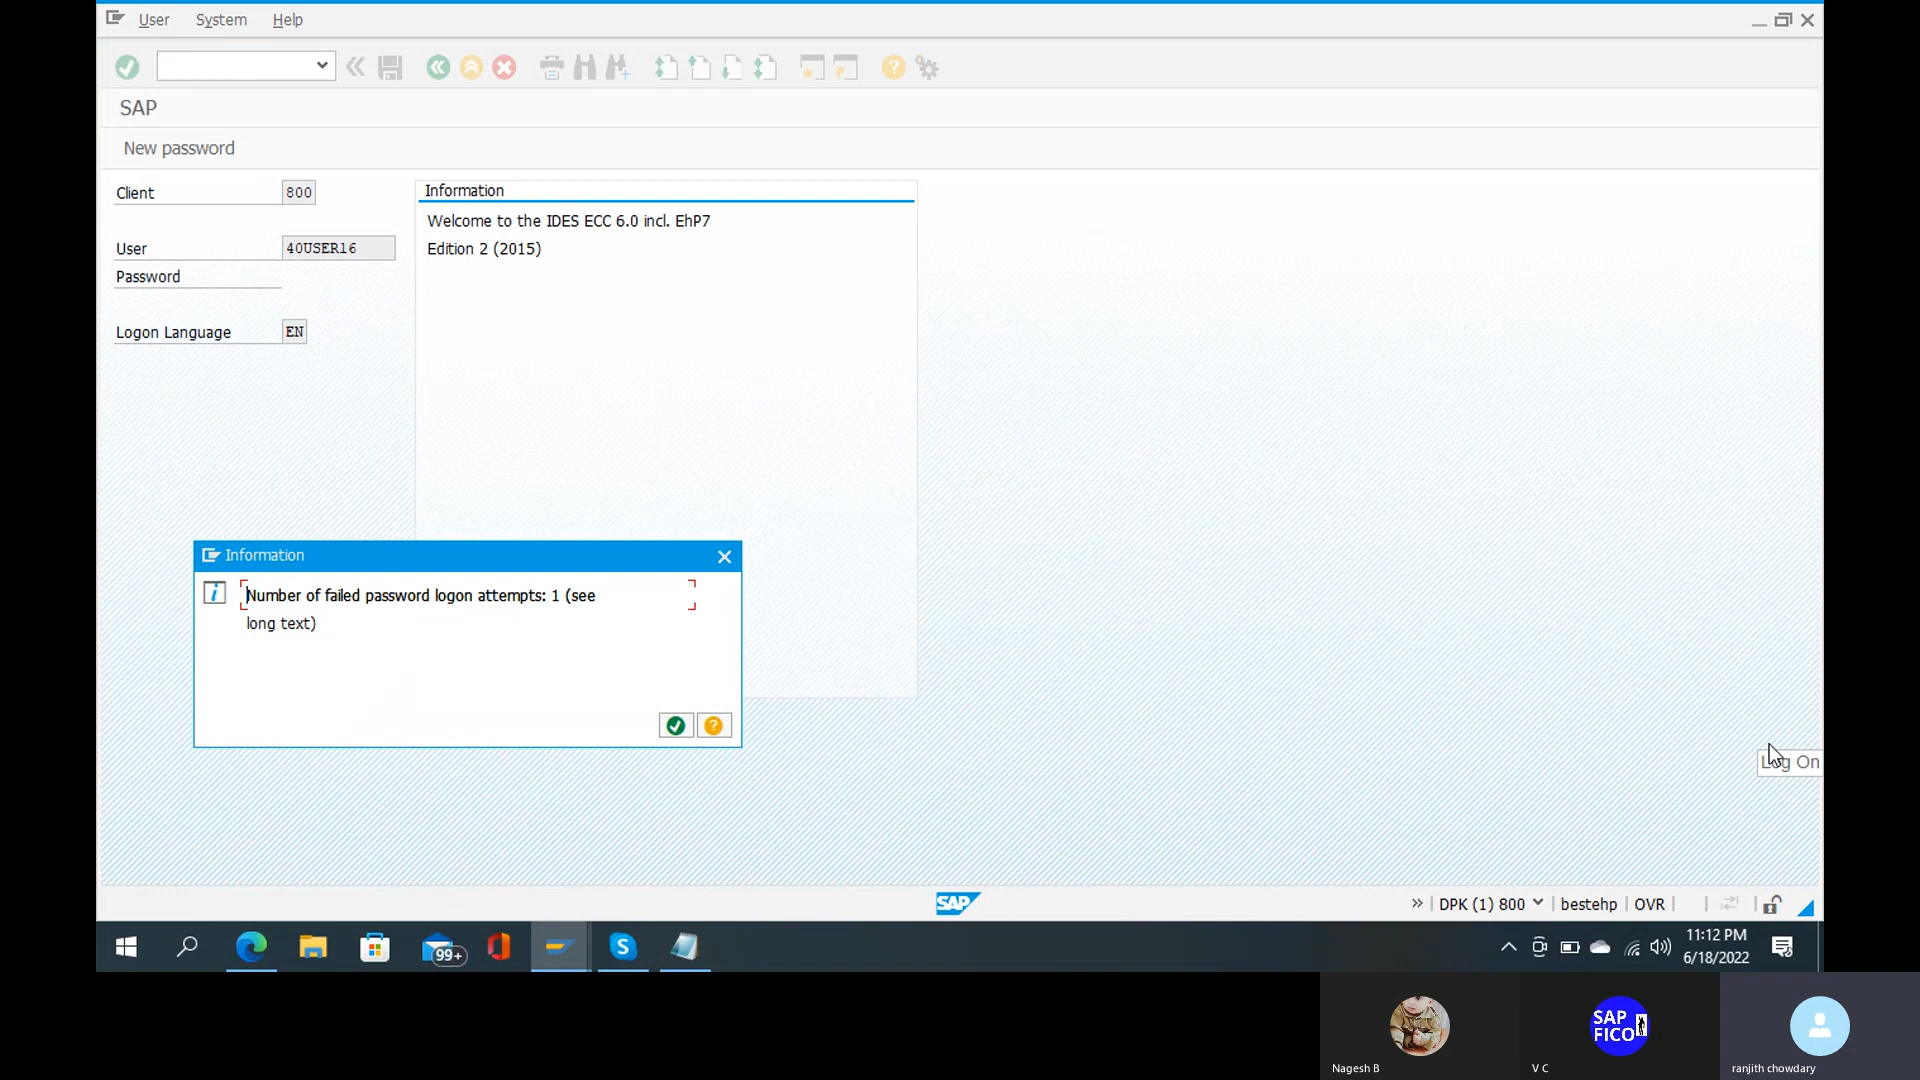 User System Help
SAP
New password
Client 800
User 40USER16
Password
Logon Language EN
Information
Welcome to the IDES ECC 6.0 incl. EhP7
Edition 2 (2015)
Information
Number of failed password logon attempts: 1 (see
long text)
Log On
SAP
DPK (1) 800 bestehp OVR
99+
11:12 PM
6/18/2022
SAP
FICO
Nagesh B
V C
ranjith chowdary